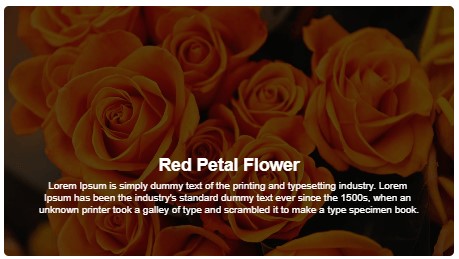 Red Petal Flower
Lorem Ipsum is simply dummy text of the printing and typesetting industry. Lorem
Ipsum has been the industry's standard dummy text ever since the 1500s, when an
unknown printer took a galley of type and scrambled it to make a type specimen book.